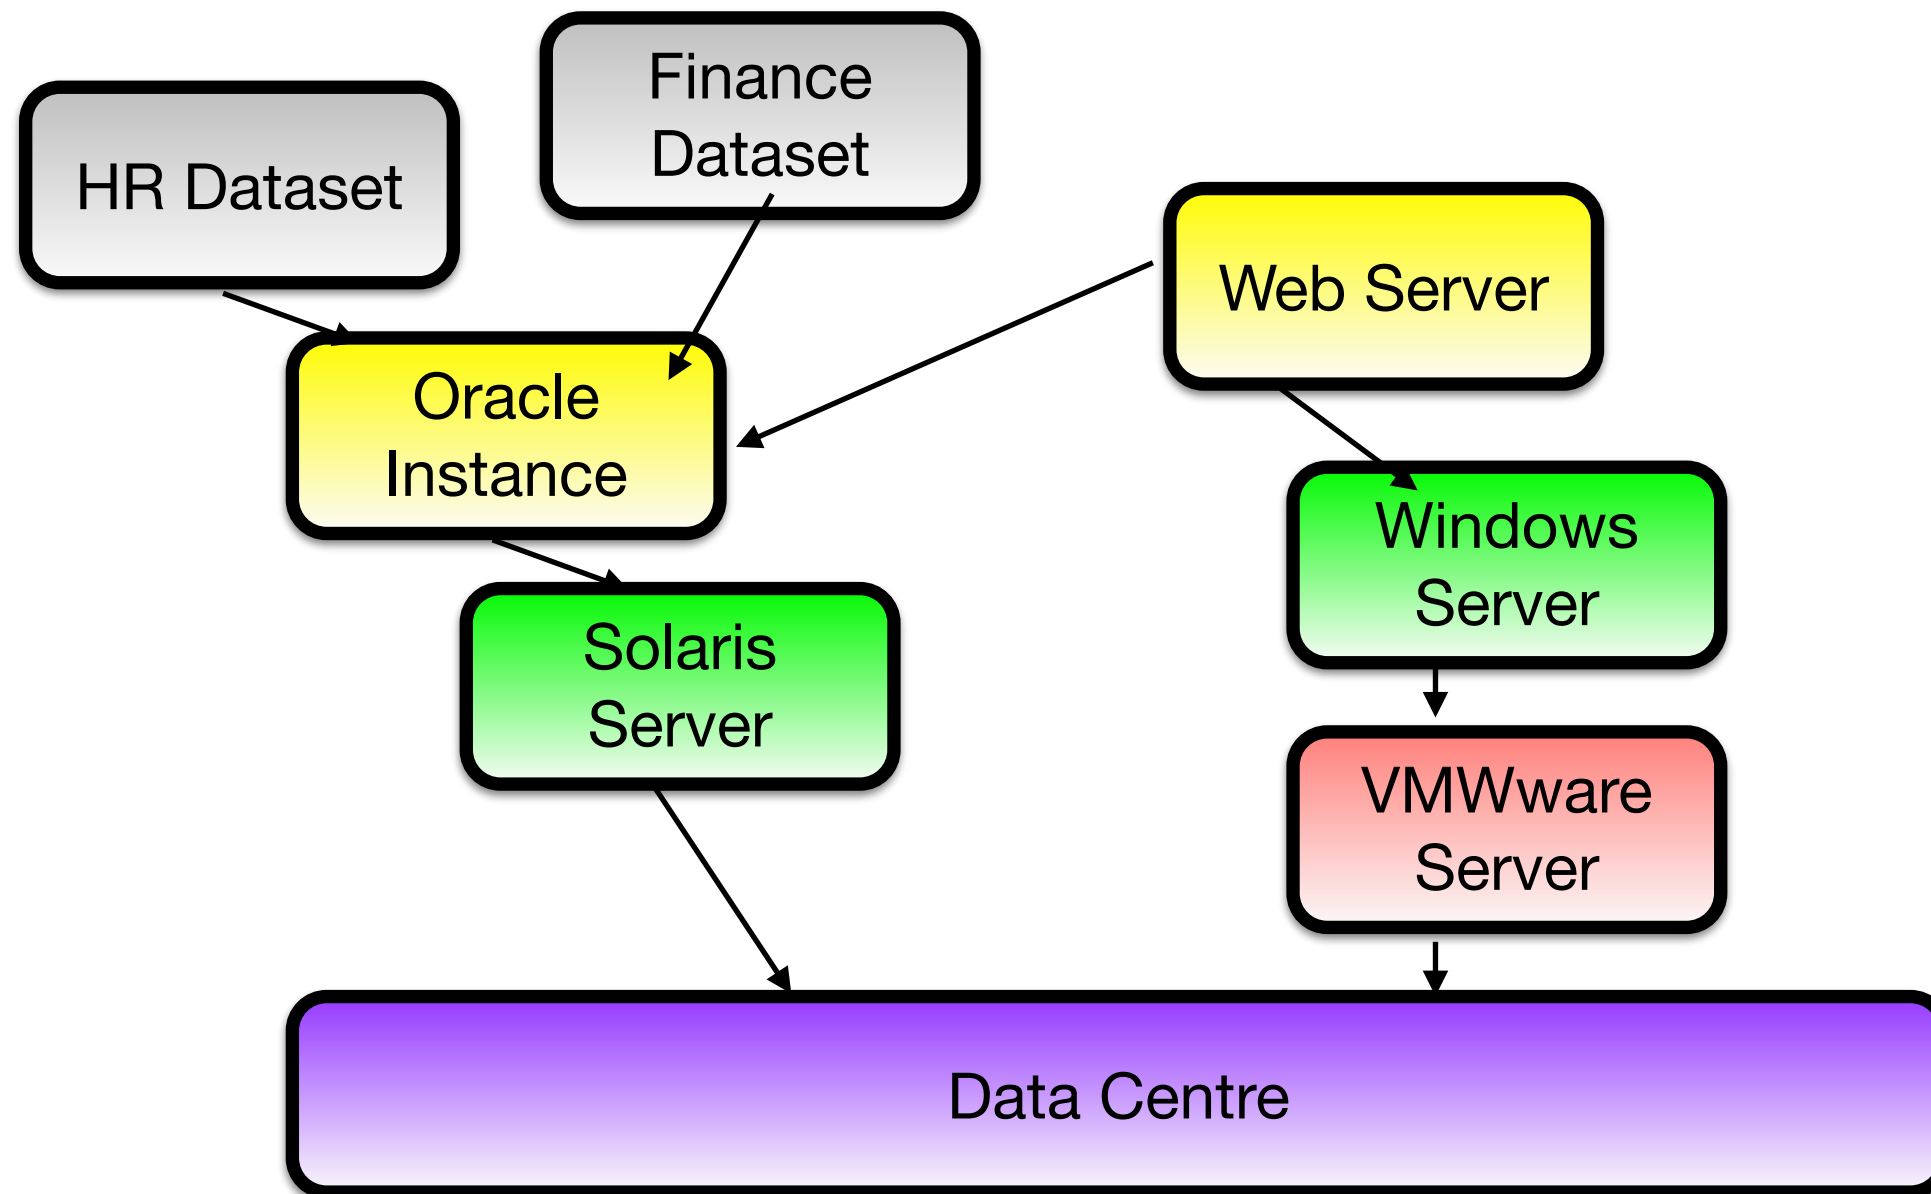 Finance
Dataset
HR Dataset
Web Server
Oracle
Instance
Windows
Server
Solaris
Server
VMWware
Server
Data Centre